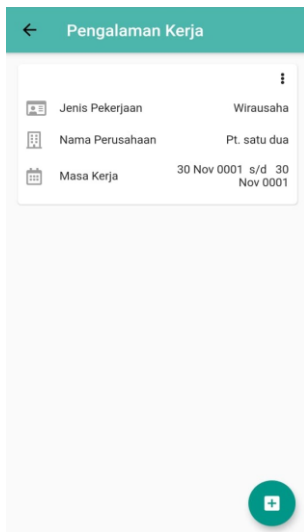 Pengalaman Kerja
Jenis Pekerjaan Wirausaha
Nama Perusahaan Pt. satu dua
Masa Kerja 30 Nov 0001 s/d 30
Nov 0001